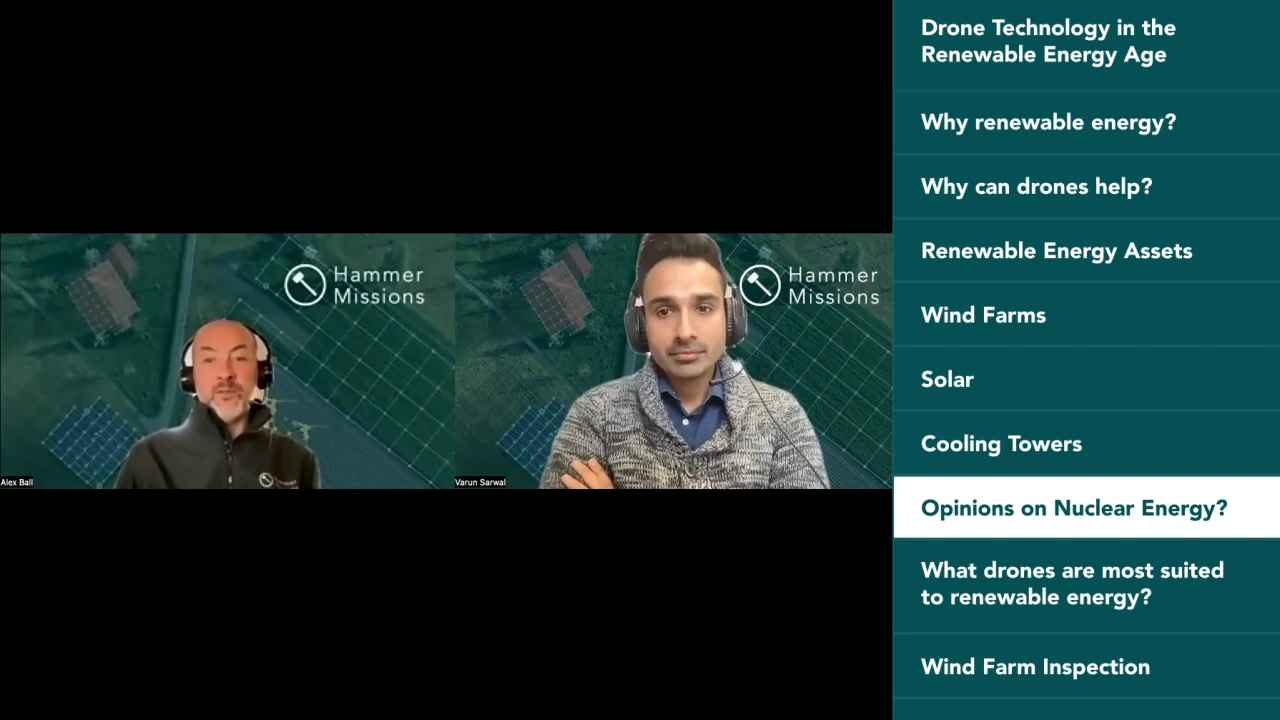 Hammer
Missions
Alex Ball
Hammer
Missions
Varun Sarwal
Drone Technology in the
Renewable Energy Age
Why renewable energy?
Why can drones help?
Renewable Energy Assets
Wind Farms
Solar
Cooling Towers
Opinions on Nuclear Energy?
What drones are most suited
to renewable energy?
Wind Farm Inspection